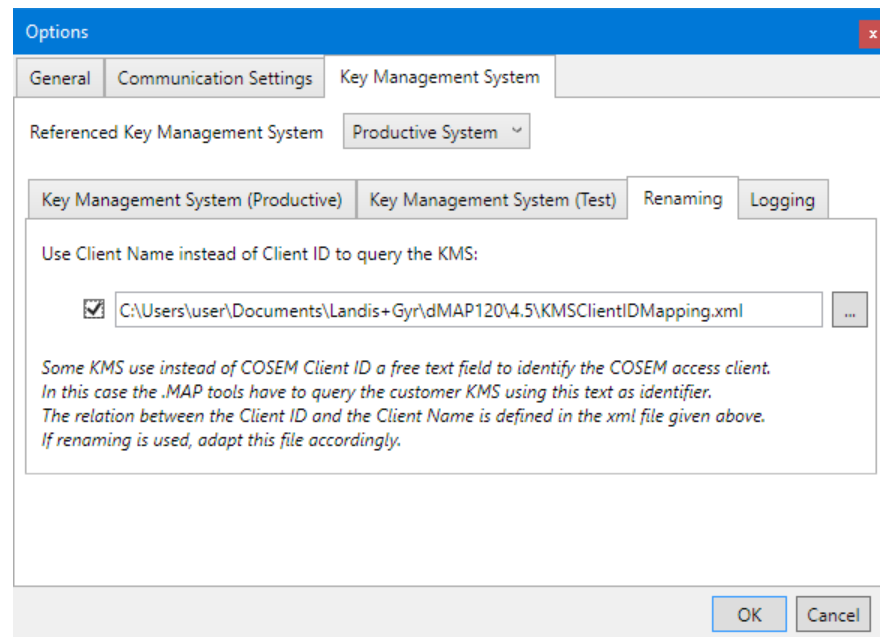 Options
x
General Communication Settings Key Management System
Referenced Key Management System Productive System
Key Management System (Productive) Key Management System (Test) Renaming Logging
Use Client Name instead of Client ID to query the KMS:
C:\Users\user\Documents\Landis+Gyr\dMAP120\4.5\KMSClientIDMapping.xml ...
Some KMS use instead of COSEM Client ID a free text field to identify the COSEM access client.
In this case the .MAP tools have to query the customer KMS using this text as identifier.
The relation between the Client ID and the Client Name is defined in the xml file given above.
If renaming is used, adapt this file accordingly.
OK Cancel